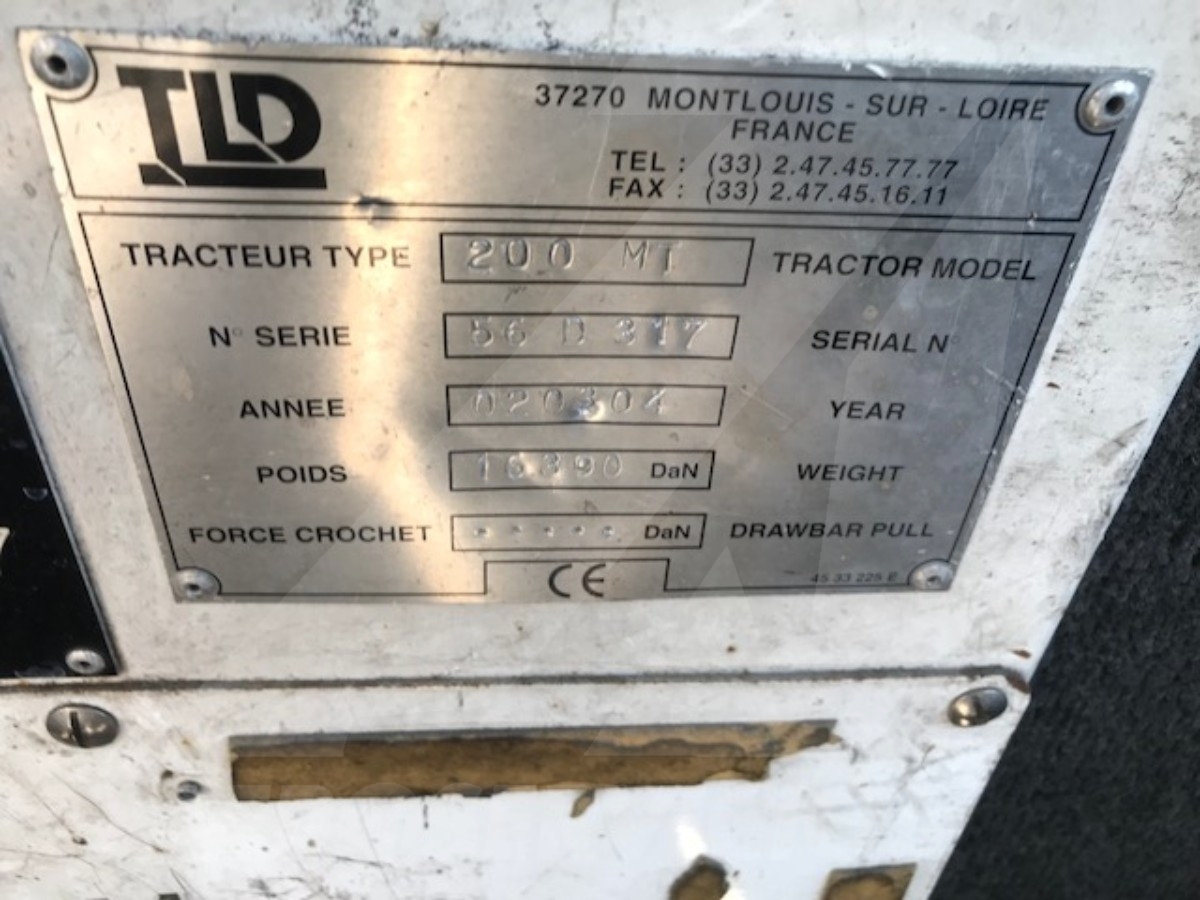 TLD
37270 MONTLOUIS - SUR - LOIRE
FRANCE
TEL : (33) 2.47.45.77.77
FAX : (33) 2.47.45.16.11
TRACTEUR TYPE 200 MT TRACTOR MODEL
N° SERIE 56 D 317 SERIAL N°
ANNEE 020304 YEAR
POIDS 16390 DaN WEIGHT
FORCE CROCHET ..... DaN DRAWBAR PULL
CE
45 33 225